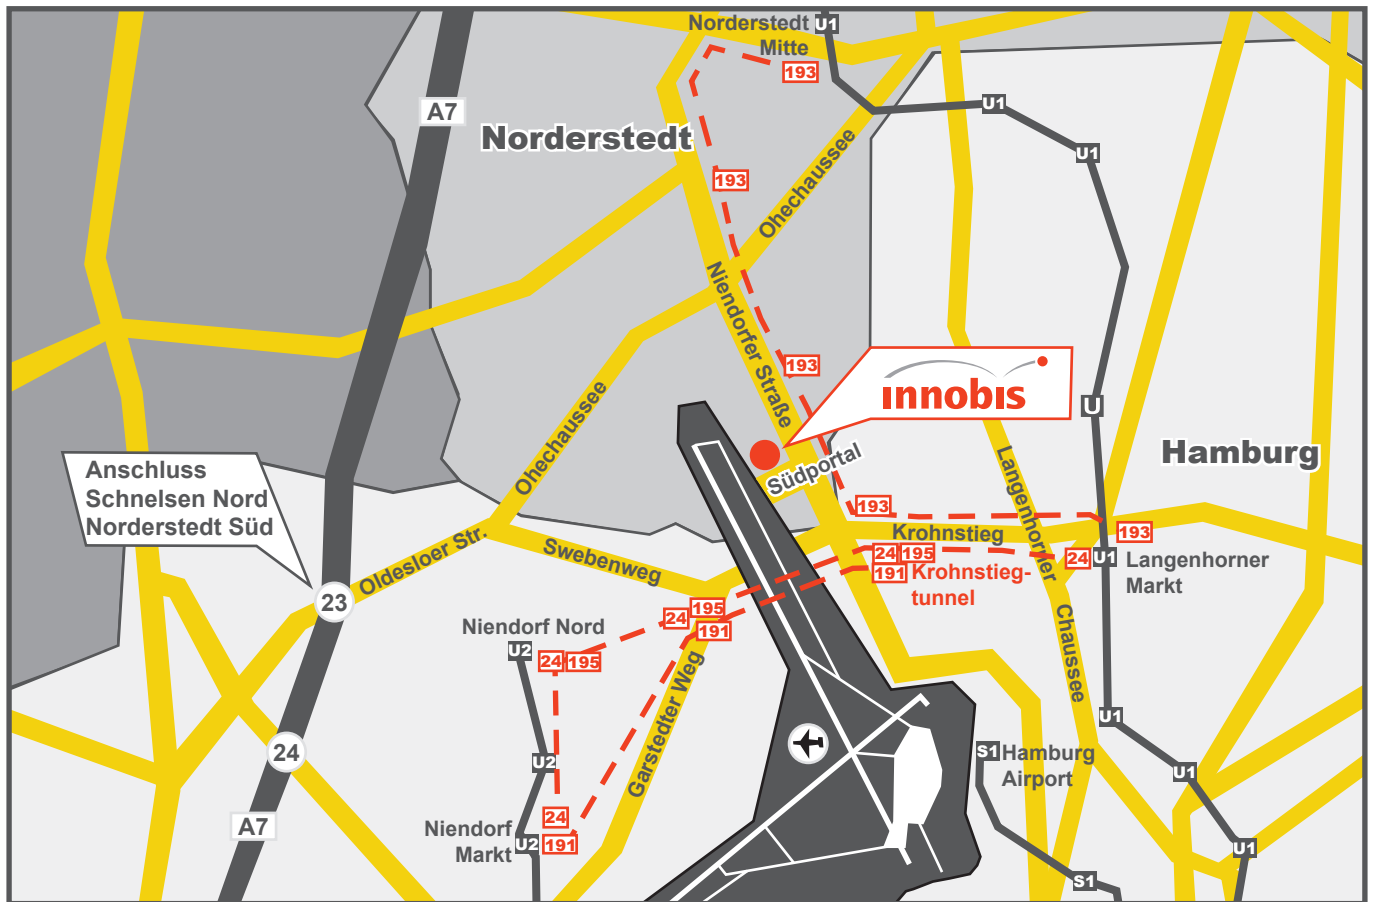 Norderstedt
Mitte
U1
193
A7
U1
Norderstedt
U1
Ohechaussee
193
Niendorfer Straße
193
innobis
U
Ohechaussee
Langenhorner
Chaussee
Hamburg
Südportal
Anschluss
Schnelsen Nord
Norderstedt Süd
193
Krohnstieg
193
Oldesloer Str.
Swebenweg
24 195
191
Krohnstieg-
tunnel
24
U1
Langenhorner
Markt
23
195
24
191
Niendorf Nord
U2
24 195
Garstedter Weg
U1
24
U2
S1
Hamburg
Airport
U1
A7
24
Niendorf
Markt
U2
191
U1
S1